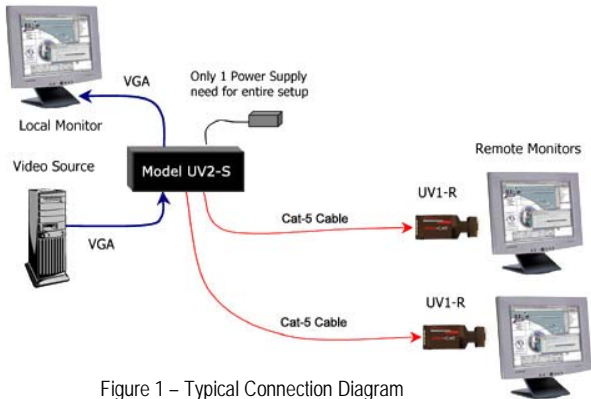 Only 1 Power Supply
need for entire setup
VGA
Local Monitor
Video Source
Model UV2-S
Remote Monitors
UV1-R
Cat-5 Cable
VGA
UV1-R
Cat-5 Cable
Figure 1 – Typical Connection Diagram